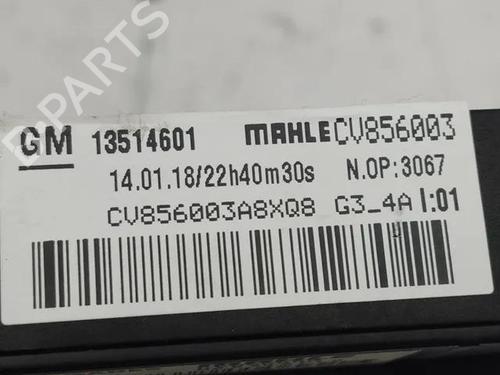 GM 13514601 MAHLE CV856003
14.01.18/22h40m30s N.OP:3067
CV856003A8XQ8 G3_4A I:01
B-PARTS